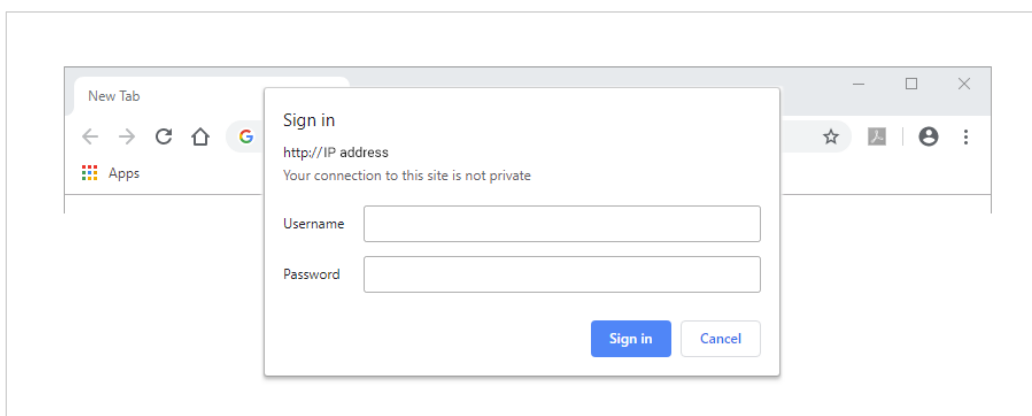 New Tab
Apps
Sign in
http://IP address
Your connection to this site is not private
Username
Password
Sign in
Cancel